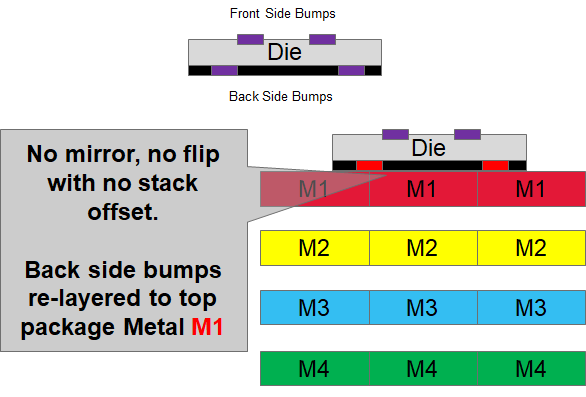 Front Side Bumps
Die
Back Side Bumps
No mirror, no flip
with no stack
offset.
Back side bumps
re-layered to top
package Metal M1
Die
M1 M1 M1
M2 M2 M2
M3 M3 M3
M4 M4 M4